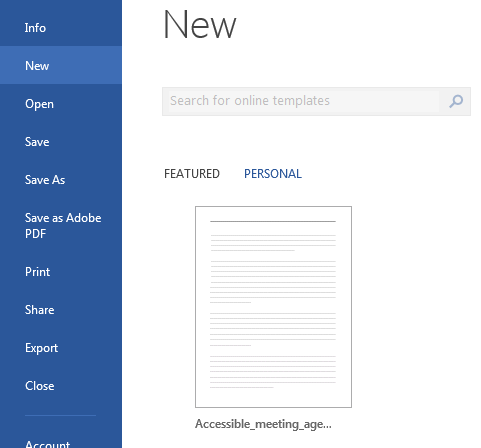 Info
New
Open
Save
Save As
Save as Adobe
PDF
Print
Share
Export
Close
Account
New
Search for online templates
FEATURED PERSONAL
Accessible_meeting_age...